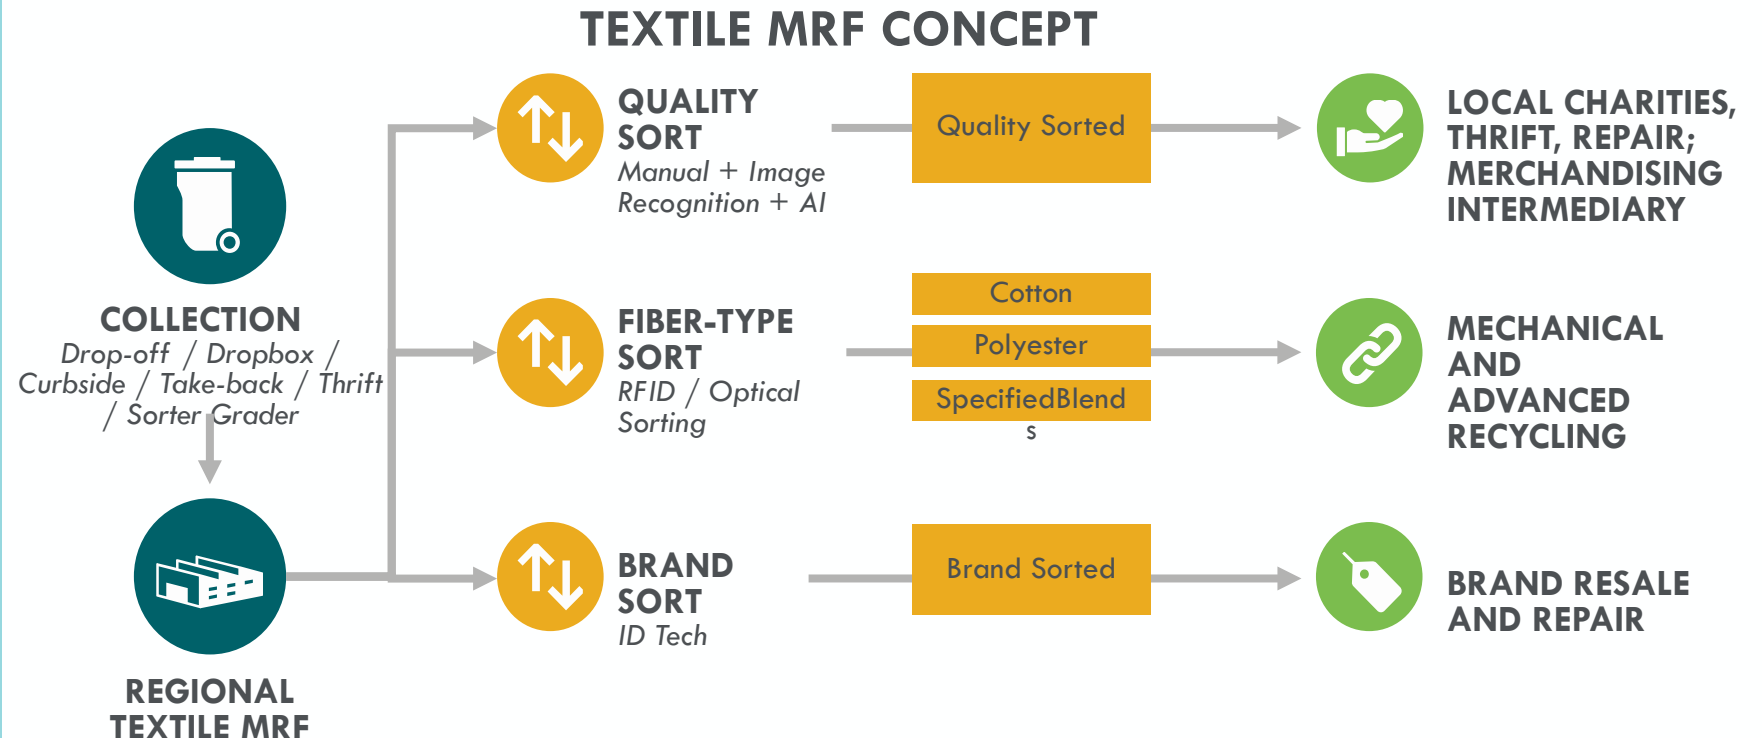 TEXTILE MRF CONCEPT
COLLECTION
Drop-off / Dropbox /
Curbside / Take-back / Thrift
/ Sorter Grader
REGIONAL
TEXTILE MRF
QUALITY
SORT
Manual + Image
Recognition + AI
Quality Sorted
LOCAL CHARITIES,
THRIFT, REPAIR;
MERCHANDISING
INTERMEDIARY
FIBER-TYPE
SORT
RFID / Optical
Sorting
Cotton
Polyester
SpecifiedBlend
s
MECHANICAL
AND
ADVANCED
RECYCLING
BRAND
SORT
ID Tech
Brand Sorted
BRAND RESALE
AND REPAIR